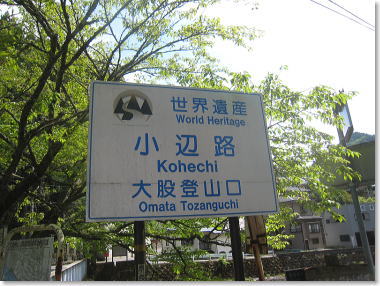 世界遺産
World Heritage
小辺路
Kohechi
大股登山口
Omata Tozanguchi